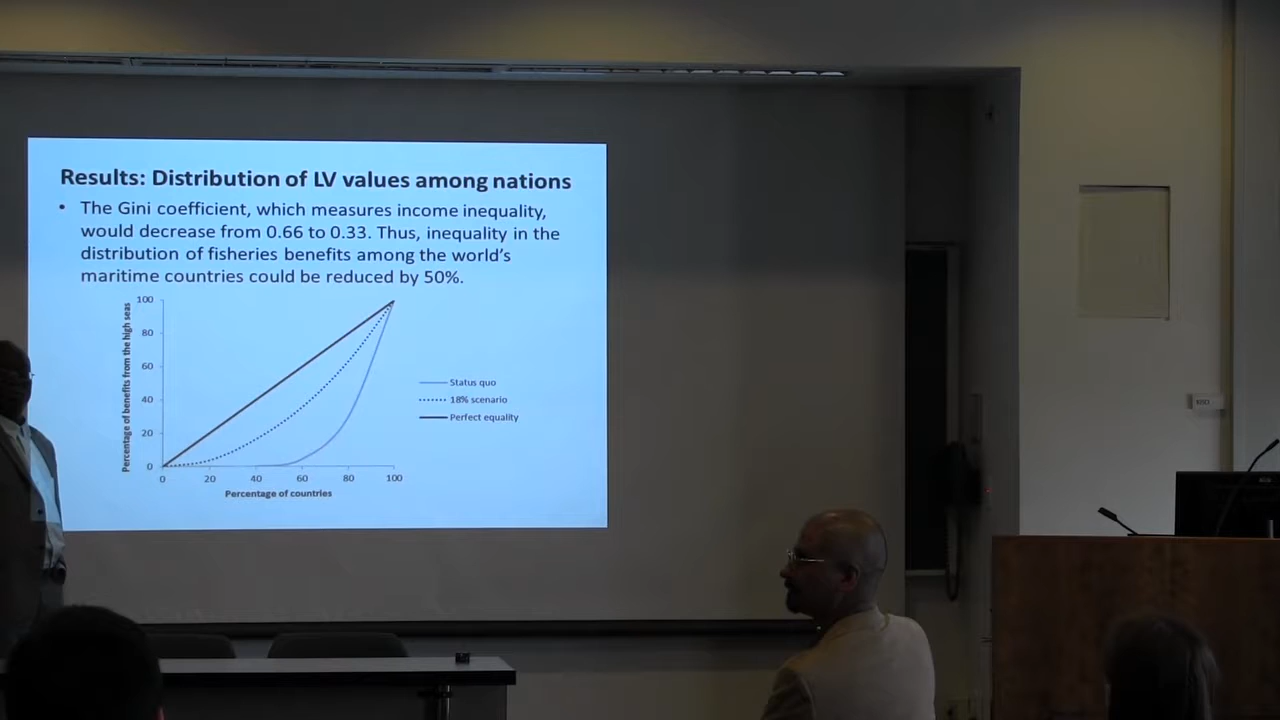 Results: Distribution of LV values among nations
• The Gini coefficient, which measures income inequality,
would decrease from 0.66 to 0.33. Thus, inequality in the
distribution of fisheries benefits among the world's
maritime countries could be reduced by 50%.
Percentage of benefits from the high seas
100
80
60
40
20
0
0 20 40 60 80 100
Percentage of countries
Status quo
18% scenario
Perfect equality